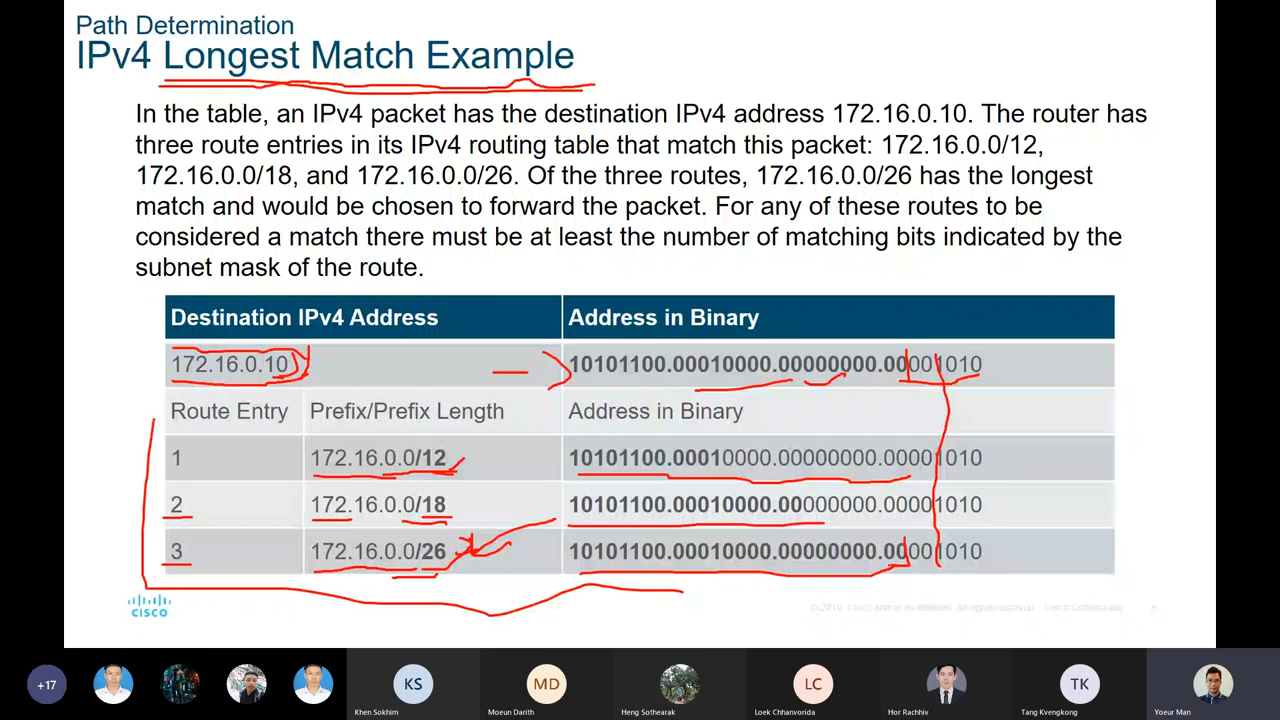 Path Determination
IPv4 Longest Match Example
In the table, an IPv4 packet has the destination IPv4 address 172.16.0.10. The router has
three route entries in its IPv4 routing table that match this packet: 172.16.0.0/12,
172.16.0.0/18, and 172.16.0.0/26. Of the three routes, 172.16.0.0/26 has the longest
match and would be chosen to forward the packet. For any of these routes to be
considered a match there must be at least the number of matching bits indicated by the
subnet mask of the route.
Destination IPv4 Address Address in Binary
172.16.0.10 10101100.00010000.00000000.00001010
Route Entry Prefix/Prefix Length Address in Binary
1 172.16.0.0/12 10101100.00010000.00000000.00001010
2 172.16.0.0/18 10101100.00010000.00000000.00001010
3 172.16.0.0/26 10101100.00010000.00000000.00001010
CISCO
All rights reserved. Cisco Confidential
+17 KS MD LC TK
Khen Sokhim Moeun Darith Heng Sothearak Loek Chhanvorida Hor Rachhiv Tang Kvengkong Yoeur Man